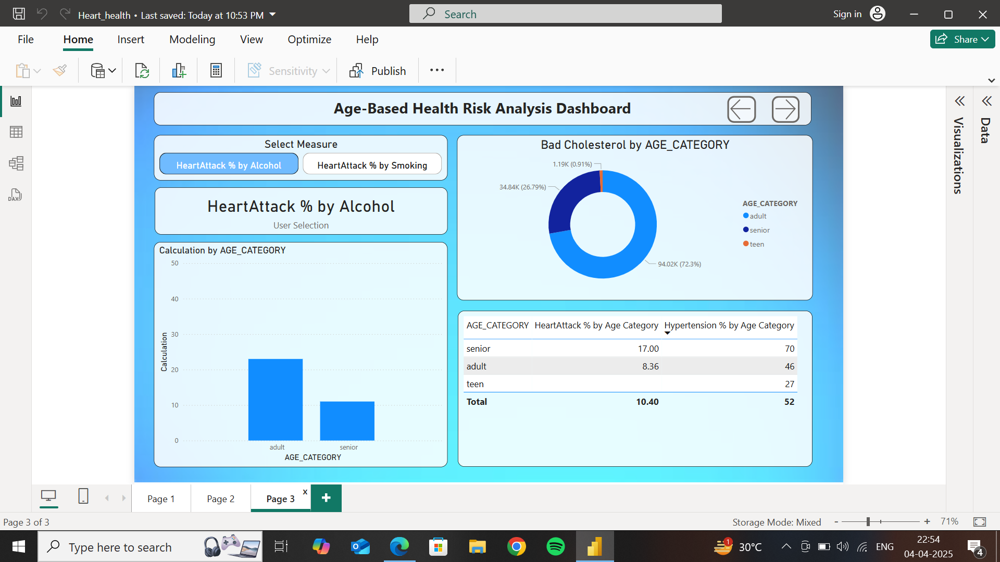 Heart_health • Last saved: Today at 10:53 PM
Search
Sign in
File Home Insert Modeling View Optimize Help
Share
Sensitivity
Publish
Age-Based Health Risk Analysis Dashboard
Select Measure
HeartAttack % by Alcohol
HeartAttack % by Smoking
HeartAttack % by Alcohol
User Selection
Calculation by AGE_CATEGORY
50
40
30
20
10
0
Calculation
adult
senior
AGE_CATEGORY
Bad Cholesterol by AGE_CATEGORY
1.19K (0.91%)
34.84K (26.79%)
94.02K (72.3%)
AGE_CATEGORY
adult
senior
teen
AGE_CATEGORY HeartAttack % by Age Category Hypertension % by Age Category
senior 17.00 70
adult 8.36 46
teen 27
Total 10.40 52
Visualizations
Data
DAX
Page 1
Page 2
Page 3
x
+
Page 3 of 3
Storage Mode: Mixed
- + 71%
Type here to search
1
30°C
ENG
22:54
04-04-2025
4